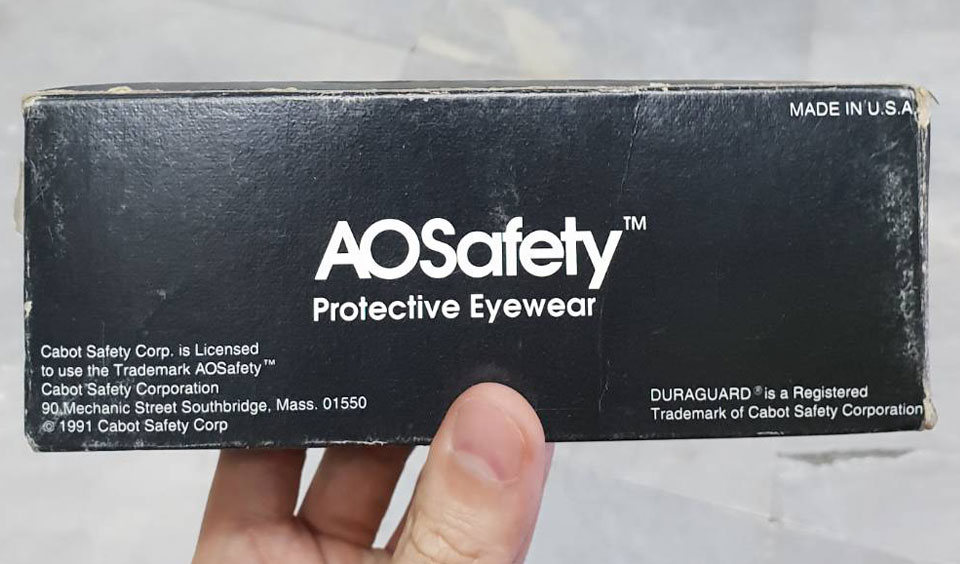 MADE IN U.S.A.
AOSafety™
Protective Eyewear
Cabot Safety Corp. is Licensed
to use the Trademark AOSafety™
Cabot Safety Corporation
90 Mechanic Street Southbridge, Mass. 01550
© 1991 Cabot Safety Corp
DURAGUARD® is a Registered
Trademark of Cabot Safety Corporation